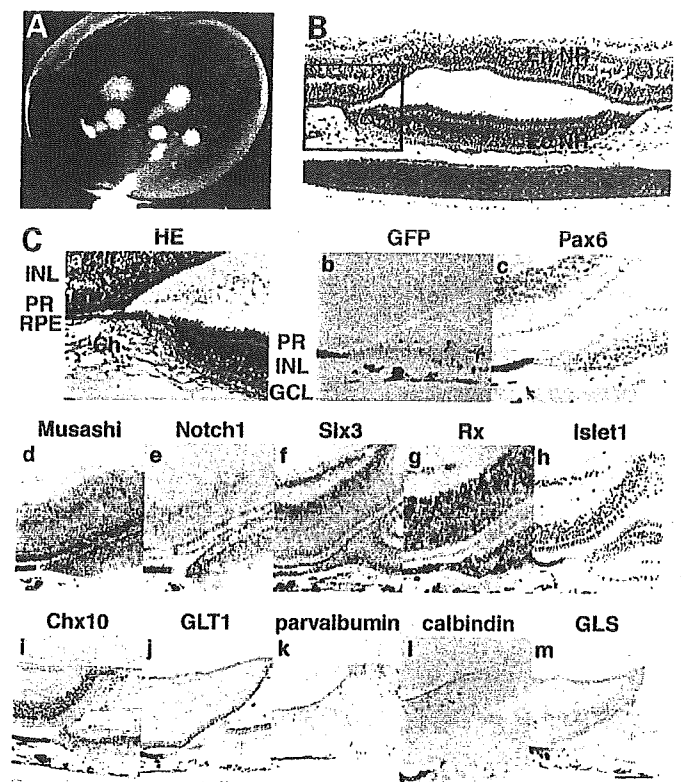 A
B
En NR
Ec NR
C
HE
GFP
Pax6
a
b
c
INL
PR
RPE
Ch
PR
INL
GCL
Musashi
Notch1
Six3
Rx
Islet1
d
e
f
g
h
Chx10
GLT1
parvalbumin
calbindin
GLS
i
j
k
l
m